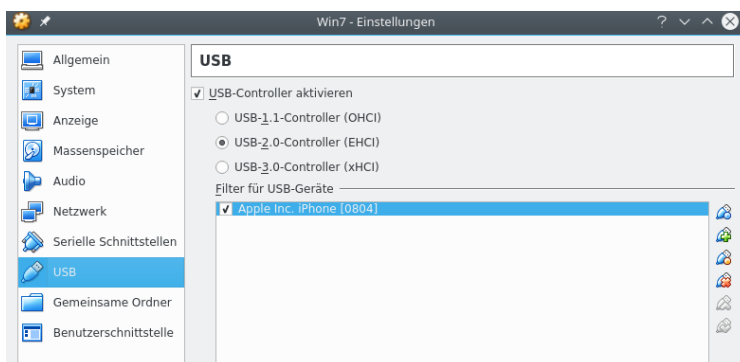 Win7 - Einstellungen
Allgemein
System
Anzeige
Massenspeicher
Audio
Netzwerk
Serielle Schnittstellen
USB
Gemeinsame Ordner
Benutzerschnittstelle
USB
USB-Controller aktivieren
USB-1.1-Controller (OHCI)
USB-2.0-Controller (EHCI)
USB-3.0-Controller (xHCI)
Filter für USB-Geräte
Apple Inc. iPhone [0804]